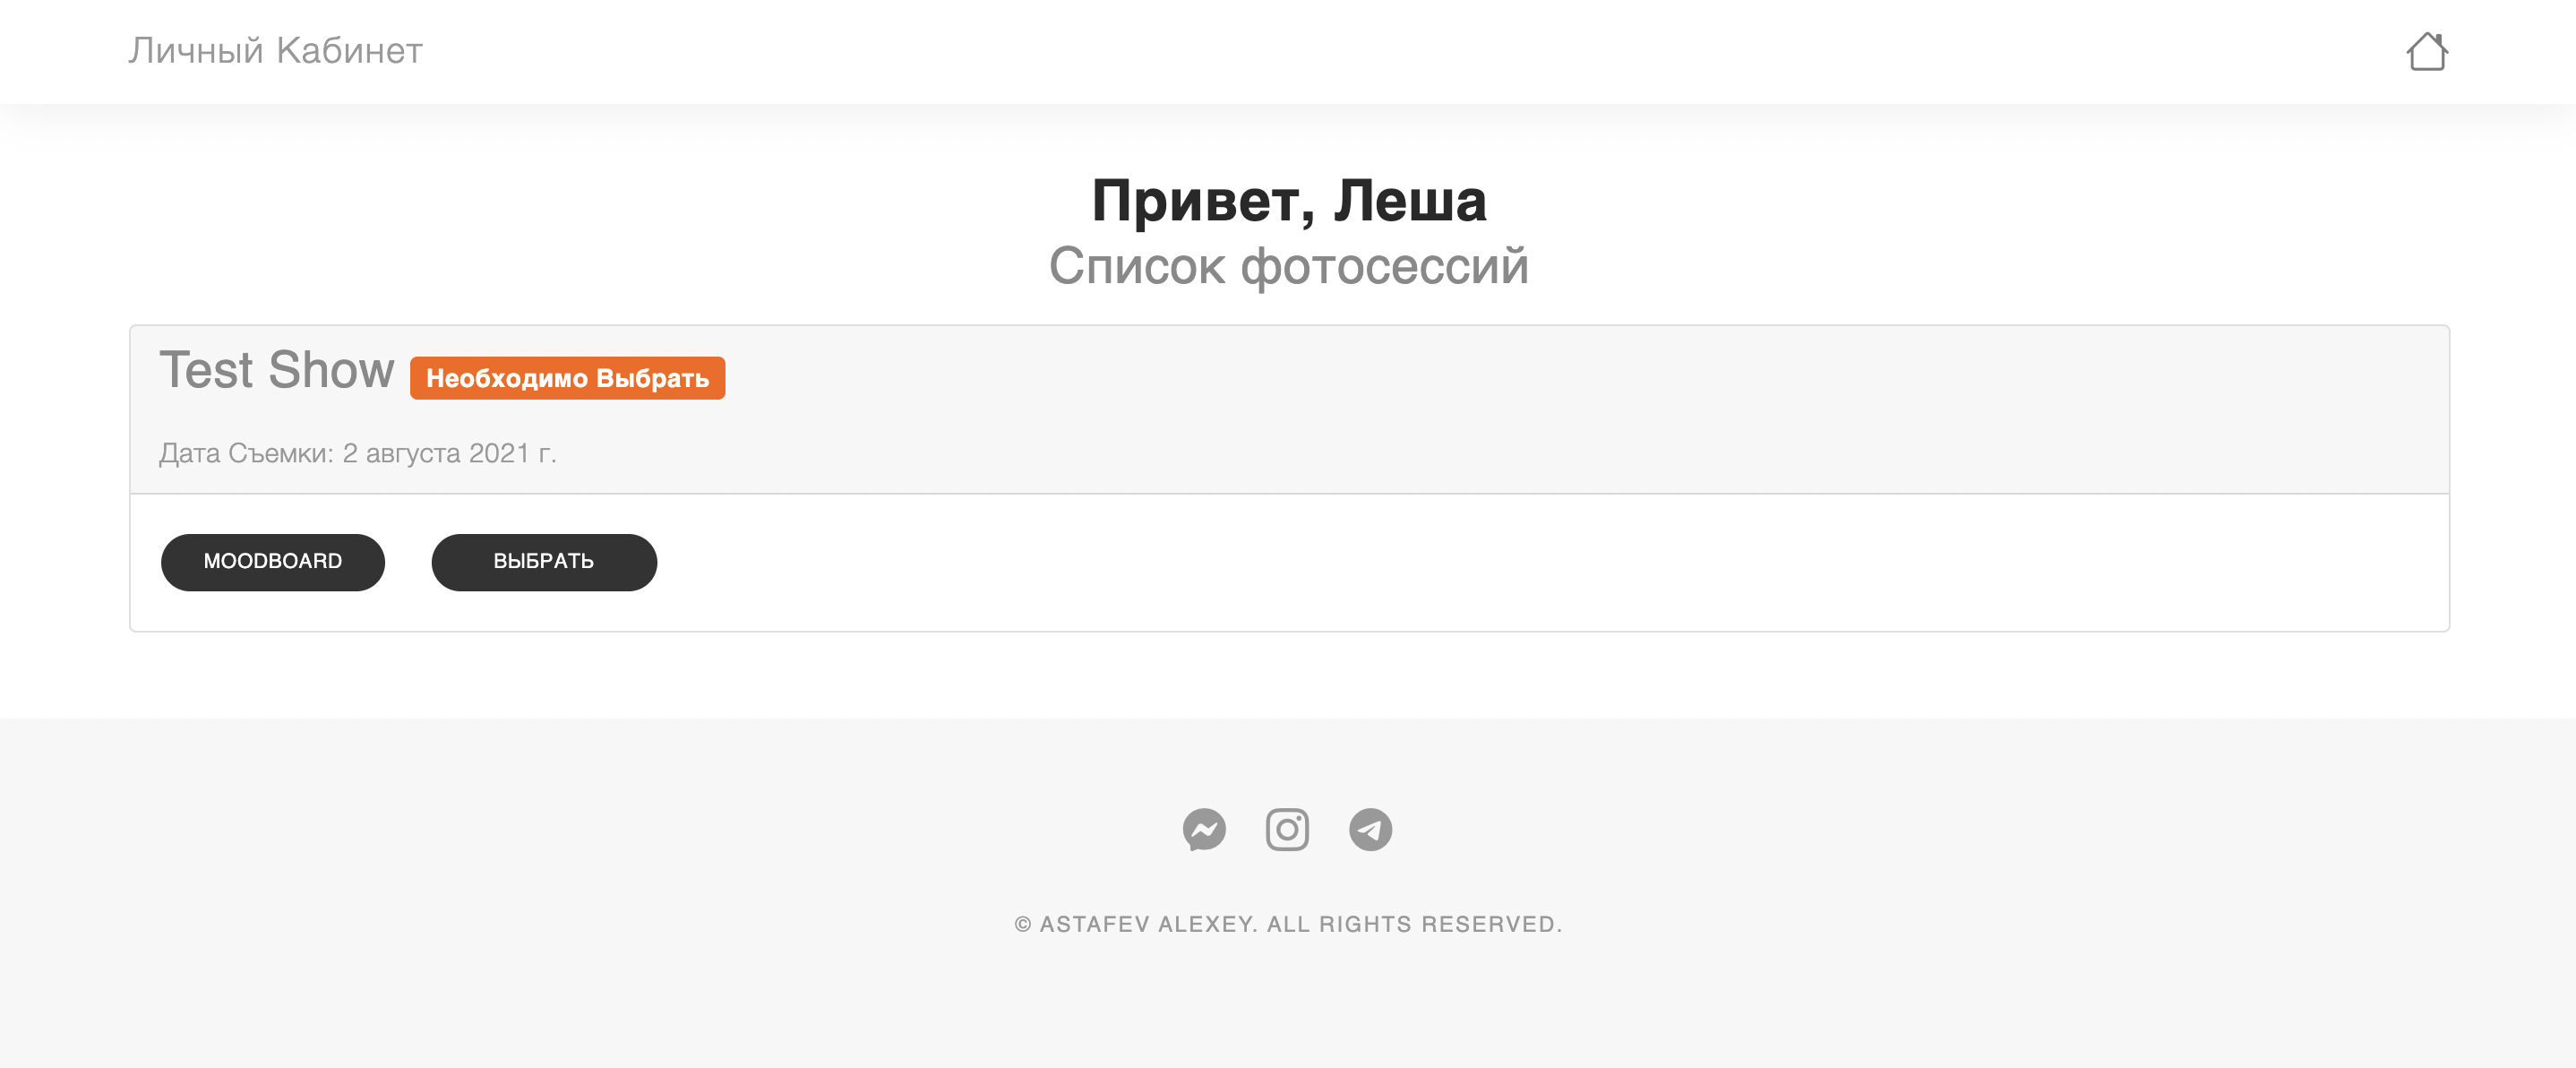 Личный Кабинет
Привет, Леша
Список фотосессий
Test Show Необходимо Выбрать
Дата Съемки: 2 августа 2021 г.
MOODBOARD ВЫБРАТЬ
© ASTAFEV ALEXEY. ALL RIGHTS RESERVED.